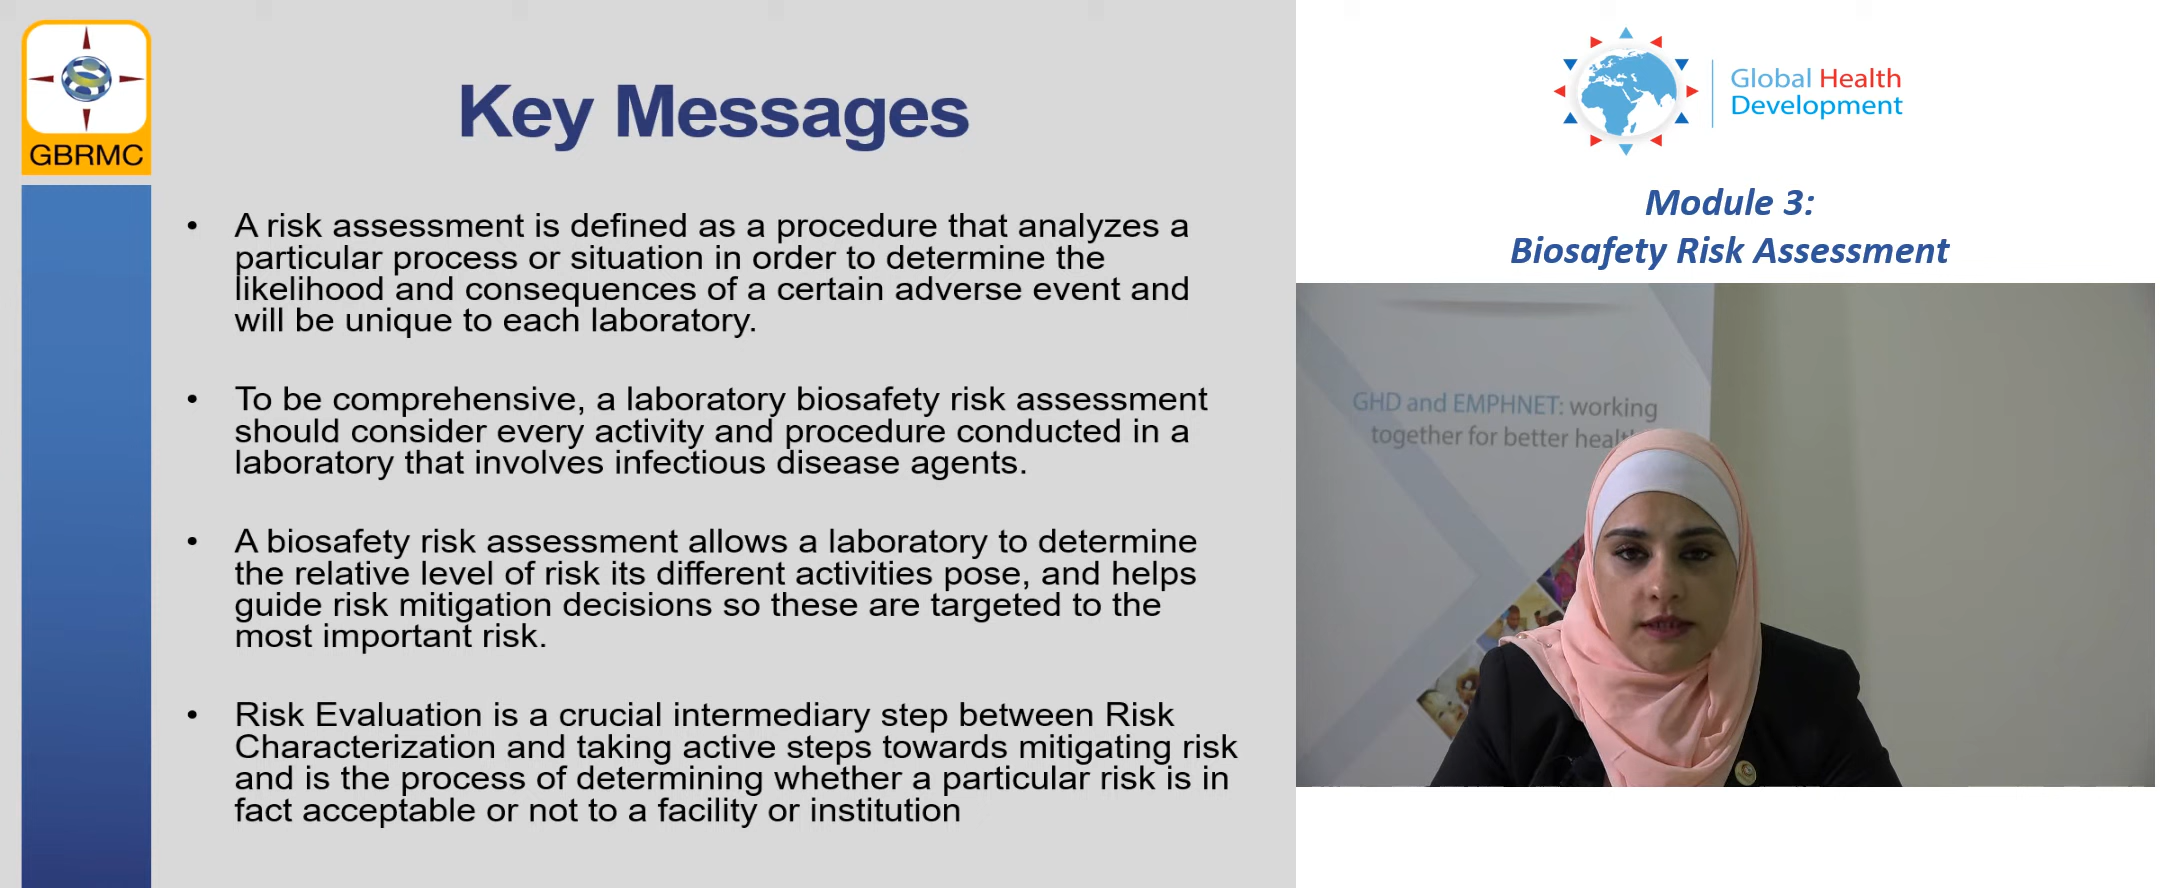 GBRMC
Key Messages
• A risk assessment is defined as a procedure that analyzes a
particular process or situation in order to determine the
likelihood and consequences of a certain adverse event and
will be unique to each laboratory.
• To be comprehensive, a laboratory biosafety risk assessment
should consider every activity and procedure conducted in a
laboratory that involves infectious disease agents.
• A biosafety risk assessment allows a laboratory to determine
the relative level of risk its different activities pose, and helps
guide risk mitigation decisions so these are targeted to the
most important risk.
• Risk Evaluation is a crucial intermediary step between Risk
Characterization and taking active steps towards mitigating risk
and is the process of determining whether a particular risk is in
fact acceptable or not to a facility or institution
Global Health
Development
Module 3:
Biosafety Risk Assessment
GHD and EMPHNET: working
together for better